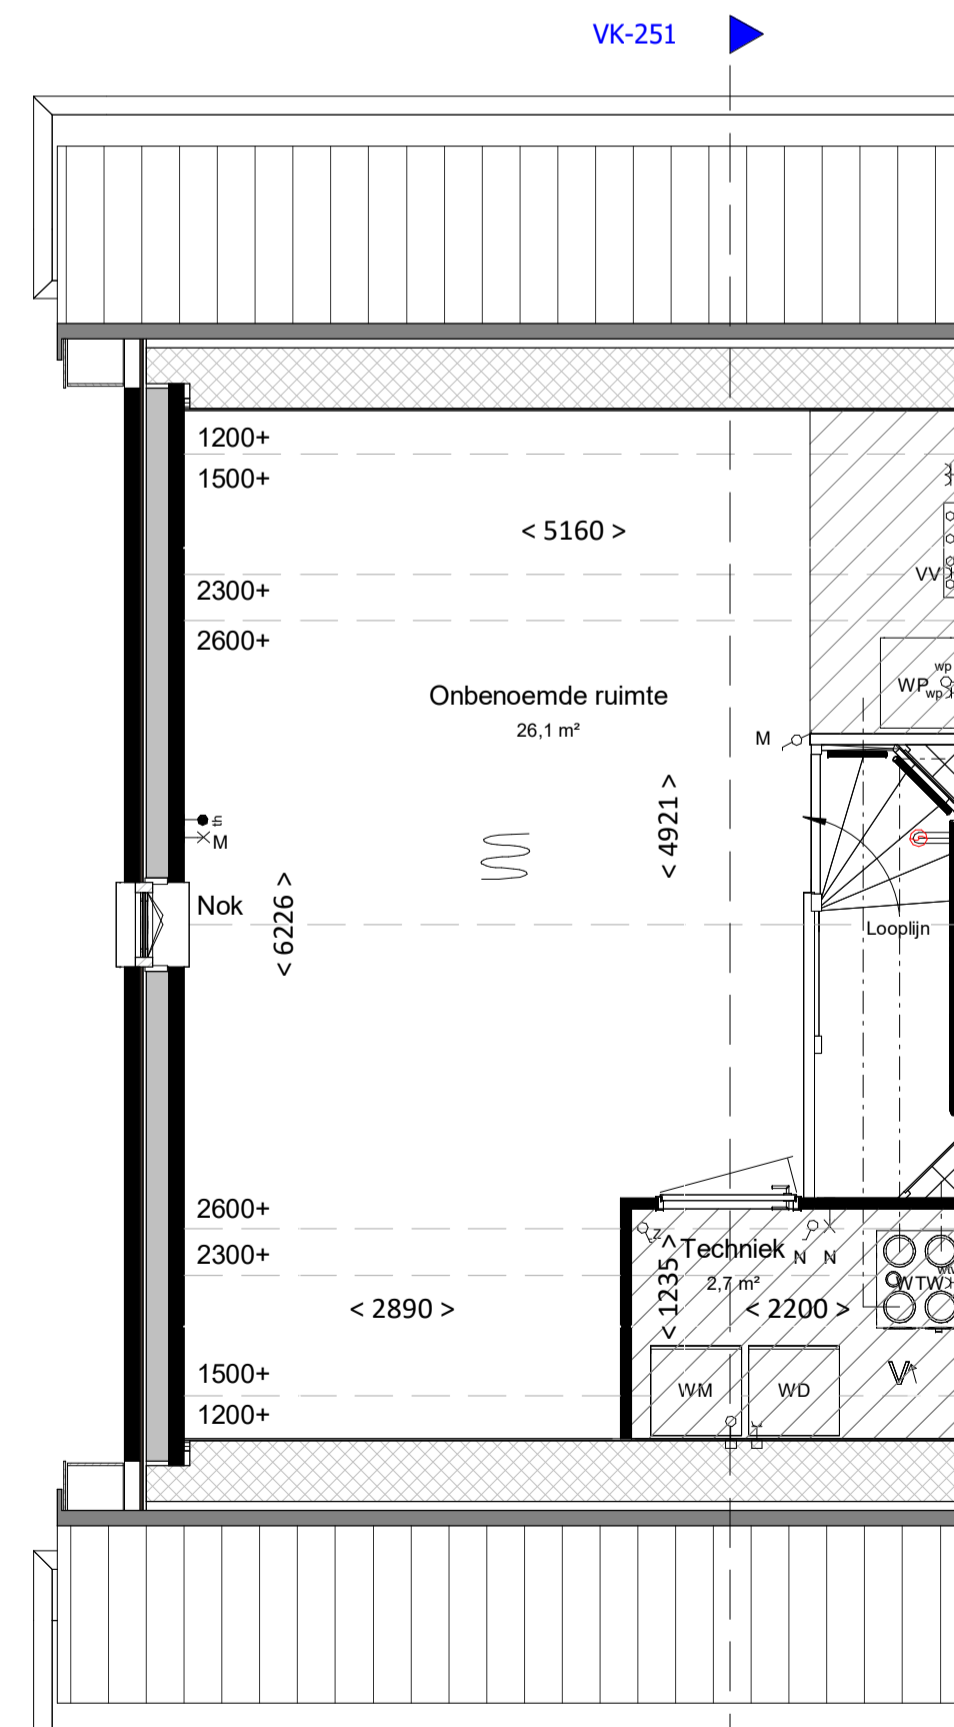 VK-251
1200+
1500+
< 5160 >
2300+
VV
2600+
wp
WP
wp
Onbenoemde ruimte
26,1 m²
M
< 4921 >
th
M
Nok
< 6226 >
Looplijn
2600+
2300+
Z
Techniek
N N
2,7 m²
WTW
< 1235 >
< 2890 >
< 2200 >
1500+
V
WM
WD
1200+